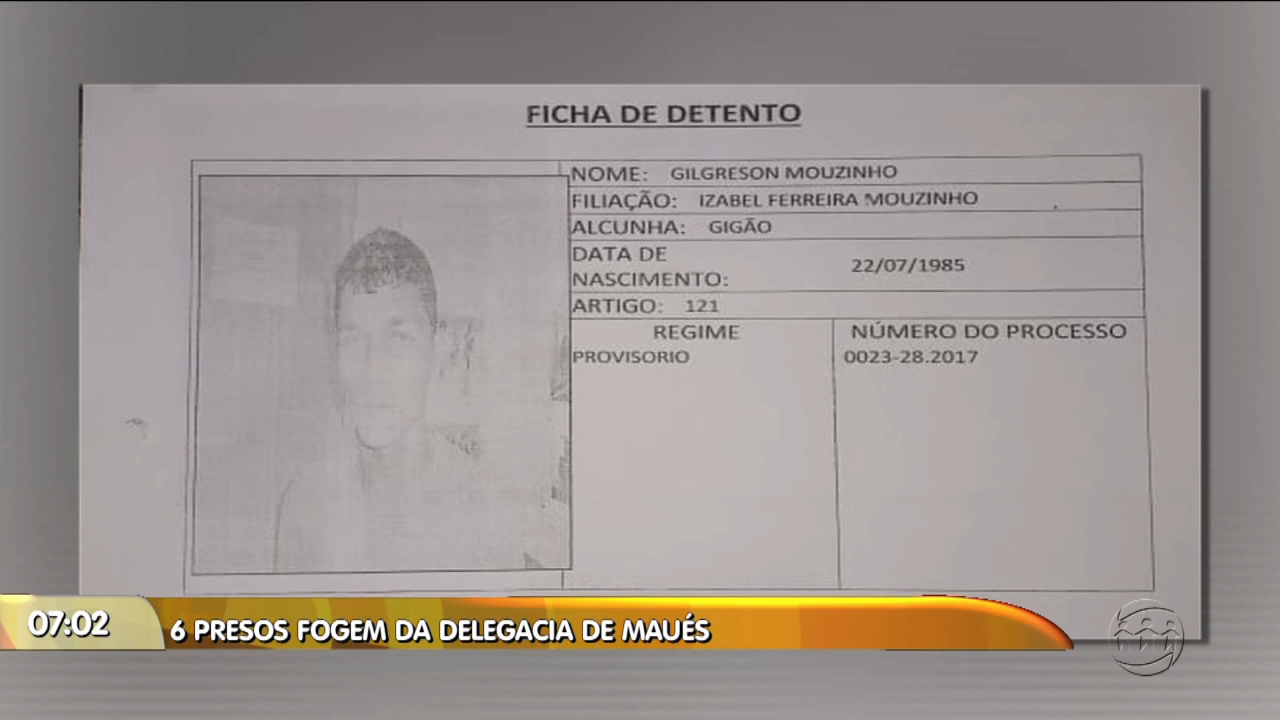 FICHA DE DETENTO
NOME: GILGRESON MOUZINHO
FILIAÇÃO: IZABEL FERREIRA MOUZINHO
ALCUNHA: GIGÃO
DATA DE
NASCIMENTO: 22/07/1985
ARTIGO: 121
REGIME NÚMERO DO PROCESSO
PROVISORIO 0023-28.2017
07:02 6 PRESOS FOGEM DA DELEGACIA DE MAUÉS